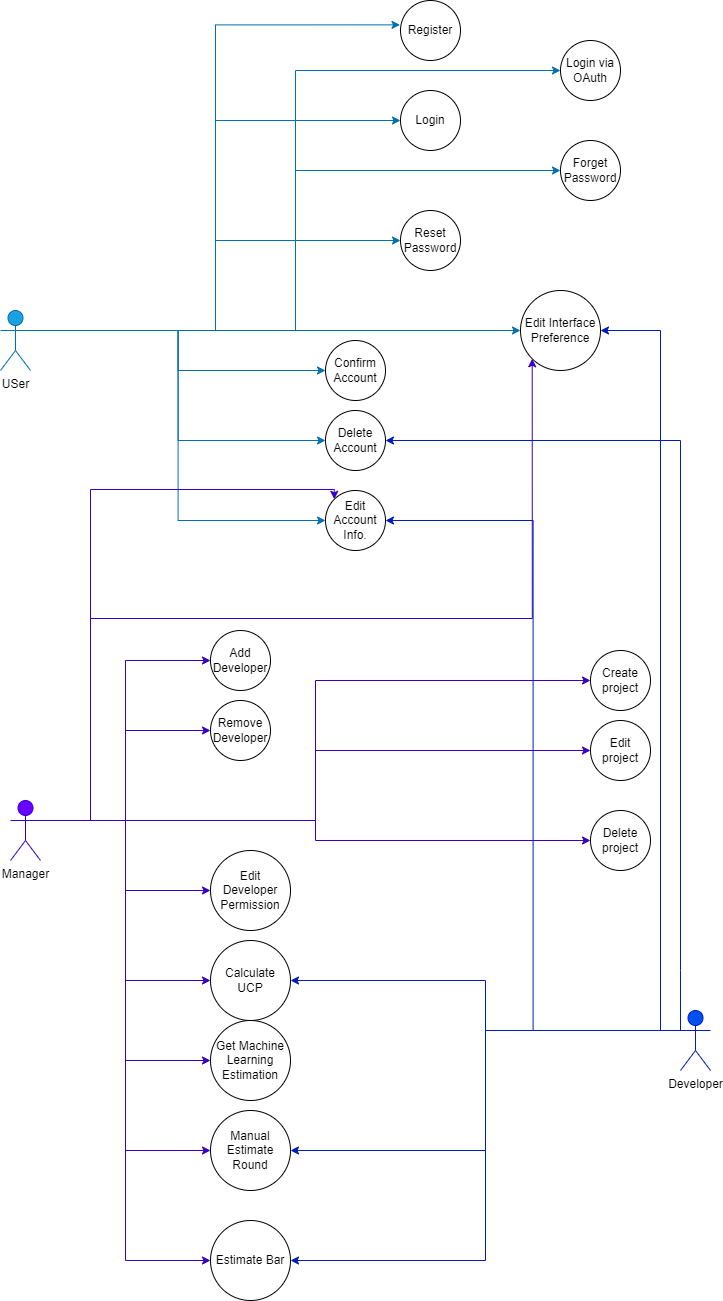 Register
Login via
OAuth
Login
Forget
Password
Reset
Password
Edit Interface
Preference
USer
Confirm
Account
Delete
Account
Edit
Account
Info.
Add
Developer
Create
project
Remove
Developer
Edit
project
Delete
project
Manager
Edit
Developer
Permission
Calculate
UCP
Get Machine
Learning
Estimation
Developer
Manual
Estimate
Round
Estimate Bar